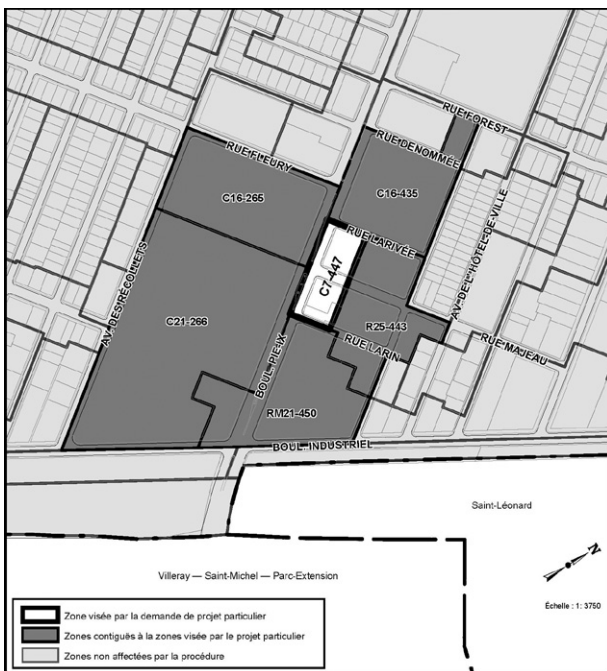 RUE FOREST
RUE DENOMMÉE
RUE FLEURY
C16-265
C16-435
RUE LARIVÉE
AV. DE L'HÔTEL-DE-VILLE
AV. DES RÉCOLLETS
C7-447
C21-266
R25-443
BOUL. PIE-IX
RUE LARIN
RUE MAJEAU
RM21-450
BOUL. INDUSTRIEL
Saint-Léonard
Villeray — Saint-Michel — Parc-Extension
N
Échelle : 1: 3750
Zone visée par la demande de projet particulier
Zones contiguës à la zones visée par le projet particulier
Zones non affectées par la procédure